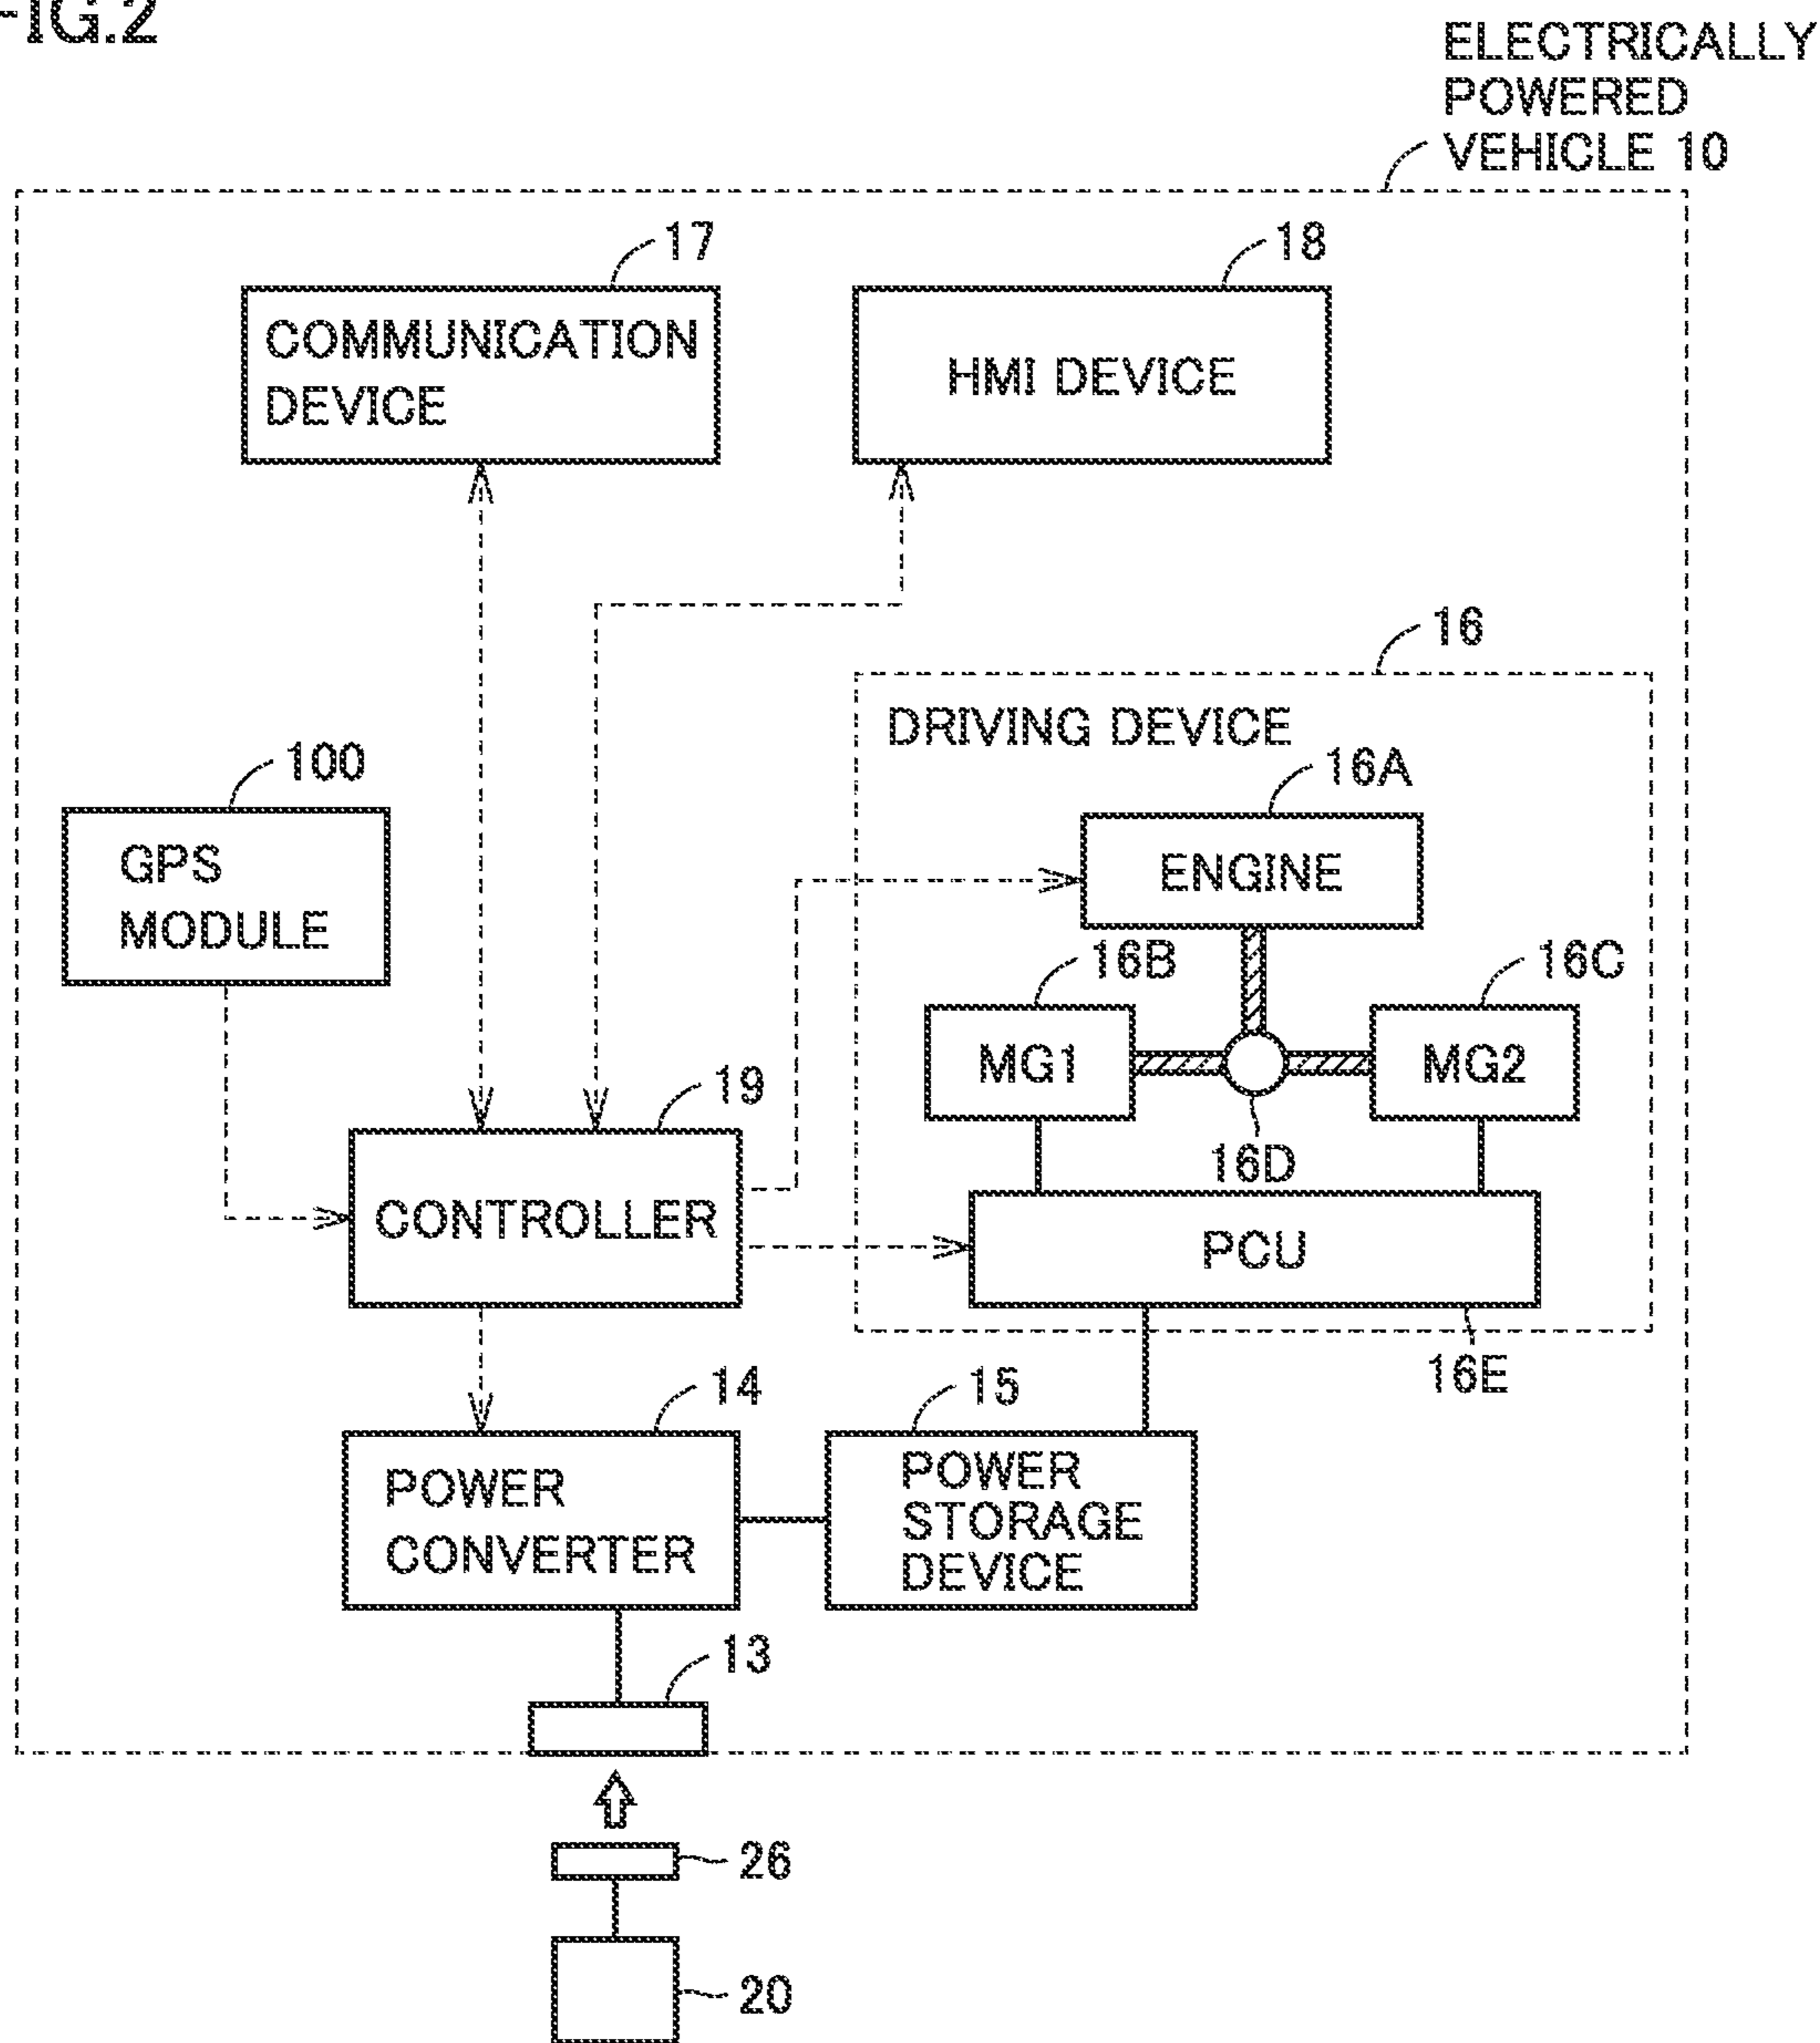 FIG.2
ELECTRICALLY
POWERED
VEHICLE 10
17
18
COMMUNICATION
DEVICE
HMI DEVICE
16
DRIVING DEVICE
100
16A
GPS
MODULE
ENGINE
16B
16C
MG1
MG2
19
16D
CONTROLLER
PCU
16E
14
15
POWER
CONVERTER
POWER
STORAGE
DEVICE
13
26
20